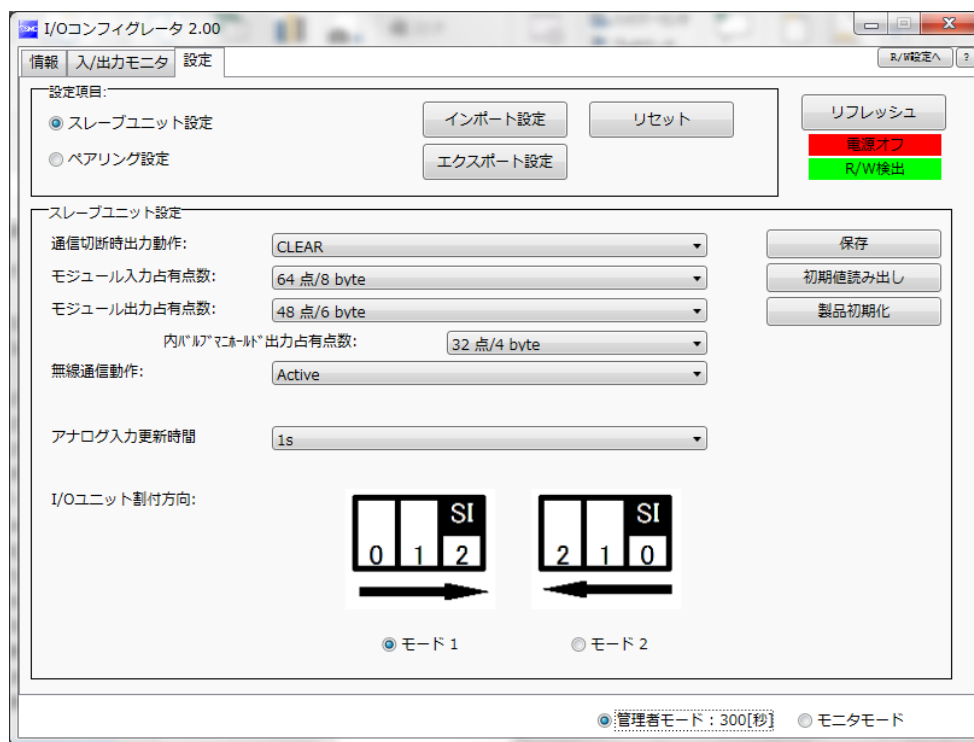 I/Oコンフィグレータ 2.00
情報 入/出力モニタ 設定 R/W設定へ ?
設定項目:
スレーブユニット設定 インポート設定 リセット リフレッシュ
電源オフ
ペアリング設定 エクスポート設定 R/W検出
スレーブユニット設定
通信切断時出力動作: CLEAR 保存
モジュール入力占有点数: 64 点/8 byte 初期値読み出し
モジュール出力占有点数: 48 点/6 byte 製品初期化
内ﾊﾞﾙﾌﾞﾏﾆﾎｰﾙﾄﾞ出力占有点数: 32 点/4 byte
無線通信動作: Active
アナログ入力更新時間 1s
I/Oユニット割付方向:
SI SI
0 1 2 2 1 0
モード 1 モード 2
管理者モード : 300[秒] モニタモード